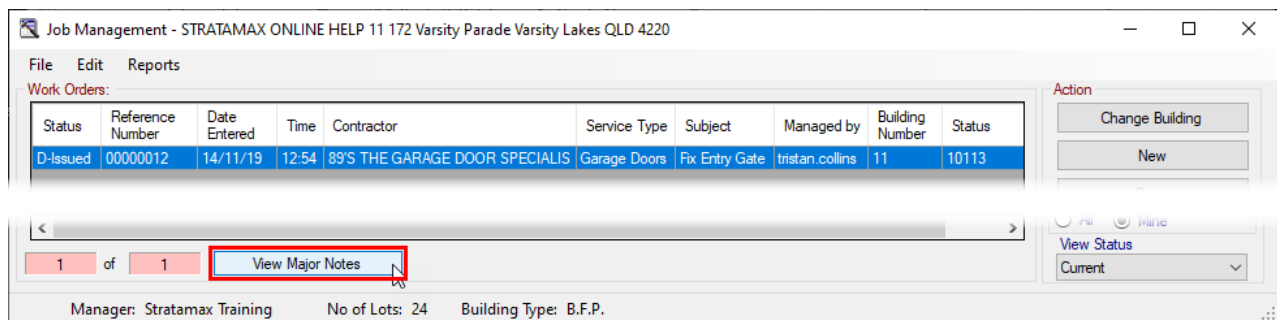 Job Management - STRATAMAX ONLINE HELP 11 172 Varsity Parade Varsity Lakes QLD 4220
File Edit Reports
Work Orders:
Status Reference Number Date Entered Time Contractor Service Type Subject Managed by Building Number Status
D-Issued 00000012 14/11/19 12:54 89'S THE GARAGE DOOR SPECIALIS Garage Doors Fix Entry Gate tristan.collins 11 10113
Action
Change Building
New
All Mine
View Status
Current
1 of 1 View Major Notes
Manager: Stratamax Training No of Lots: 24 Building Type: B.F.P.